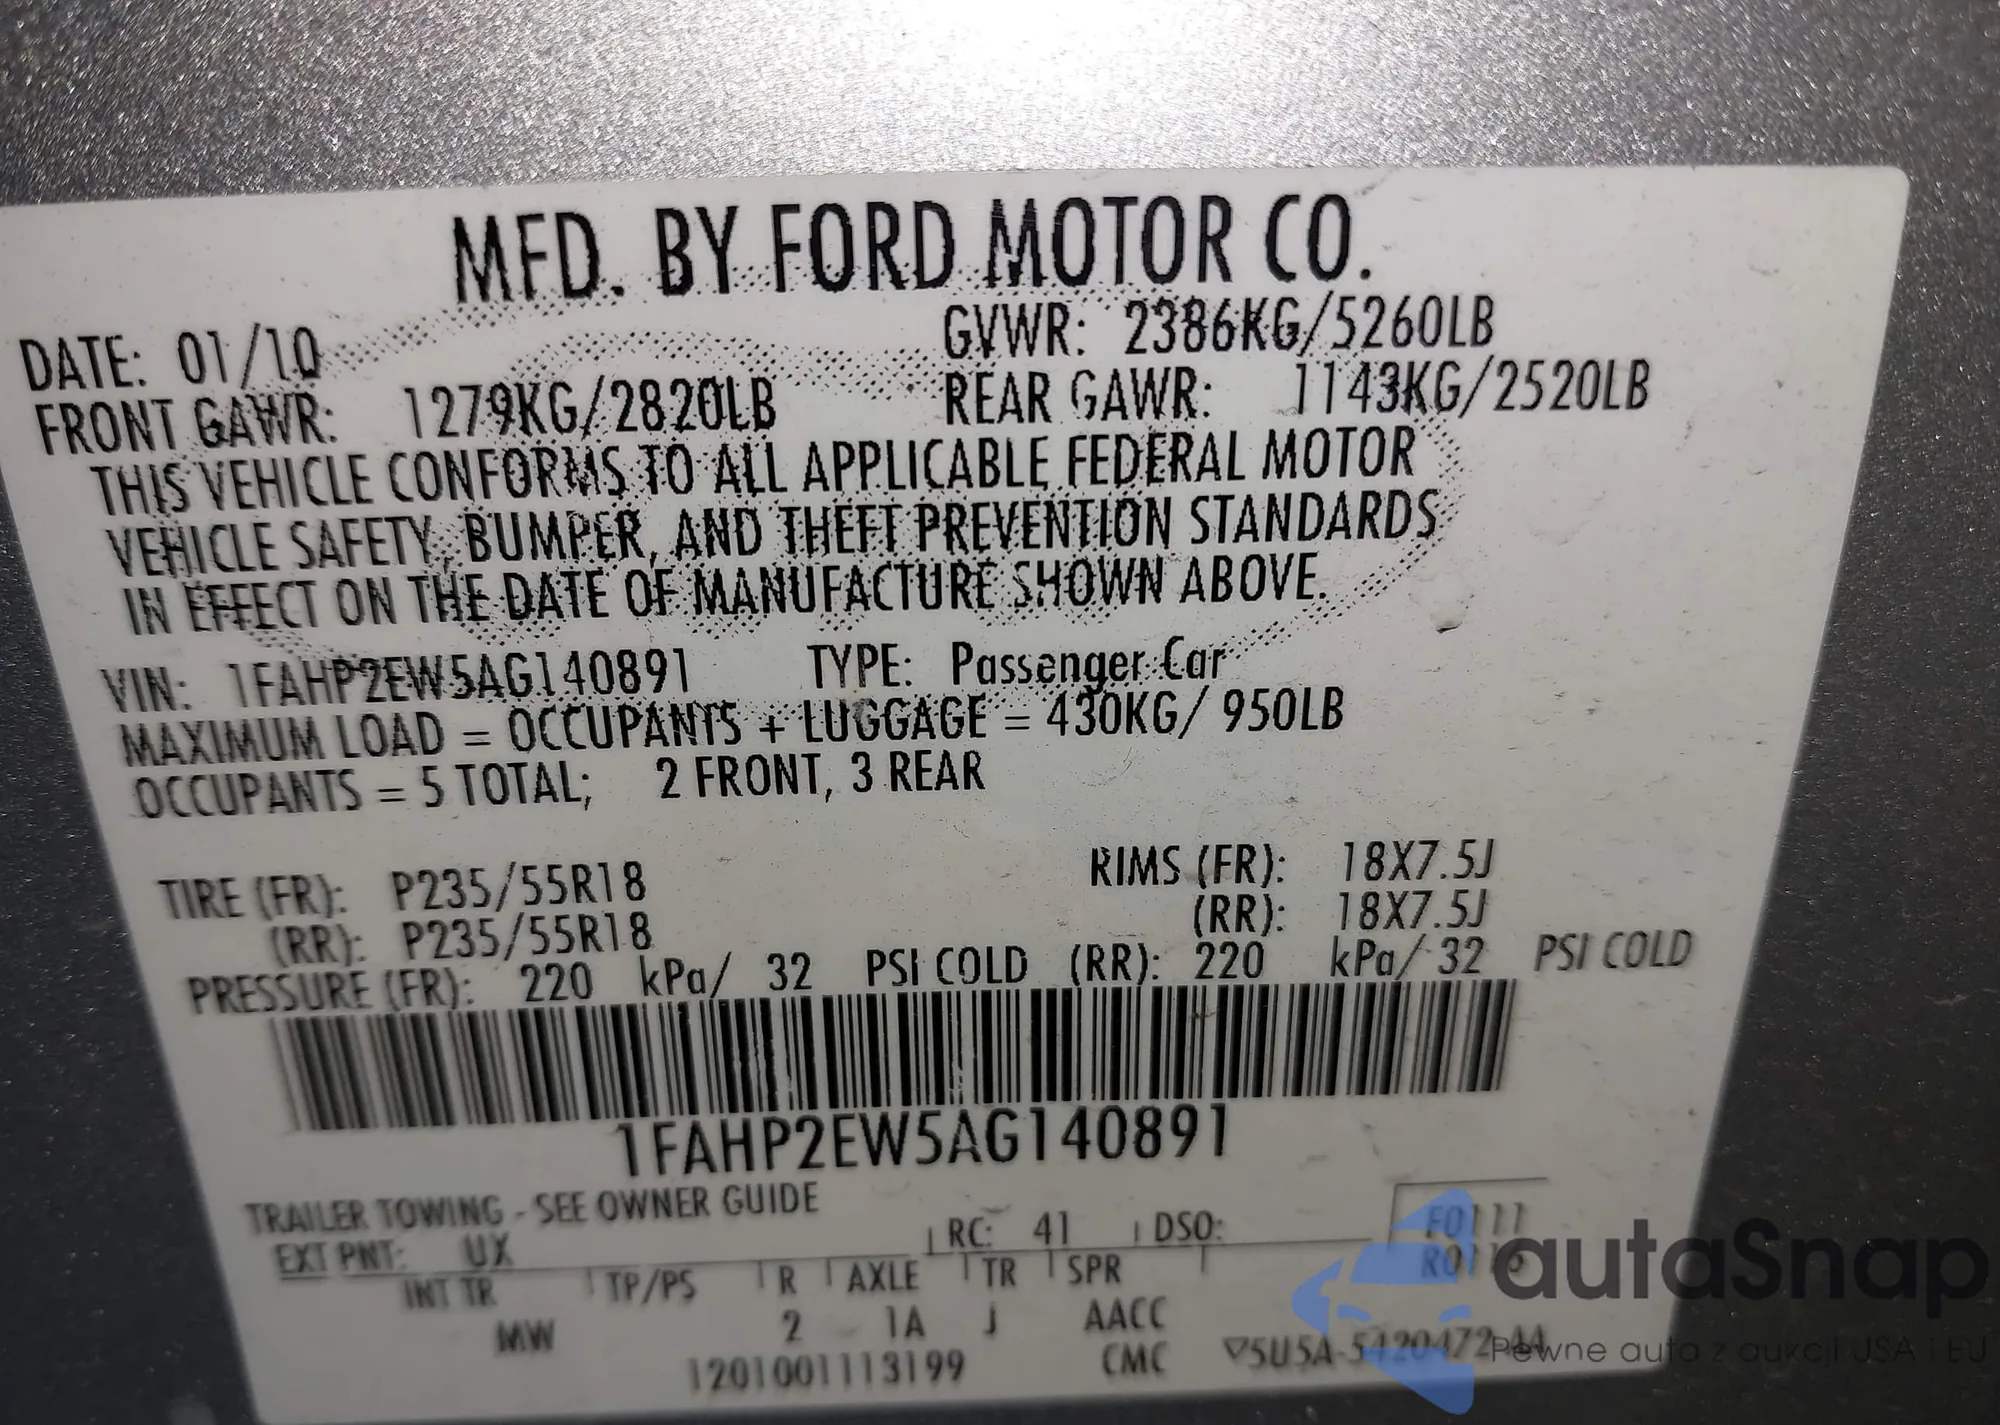 MFD. BY FORD MOTOR CO.
DATE: 01/10 GVWR: 2386KG/5260LB
FRONT GAWR: 1279KG/2820LB REAR GAWR: 1143KG/2520LB
THIS VEHICLE CONFORMS TO ALL APPLICABLE FEDERAL MOTOR
VEHICLE SAFETY, BUMPER, AND THEFT PREVENTION STANDARDS
IN EFFECT ON THE DATE OF MANUFACTURE SHOWN ABOVE.
VIN: 1FAHP2EW5AG140891 TYPE: Passenger Car
MAXIMUM LOAD = OCCUPANTS + LUGGAGE = 430KG/ 950LB
OCCUPANTS = 5 TOTAL; 2 FRONT, 3 REAR
TIRE (FR): P235/55R18 RIMS (FR): 18X7.5J
(RR): P235/55R18 (RR): 18X7.5J
PRESSURE (FR): 220 kPa/ 32 PSI COLD (RR): 220 kPa/ 32 PSI COLD
1FAHP2EW5AG140891
TRAILER TOWING - SEE OWNER GUIDE
EXT PNT: UX RC: 41 DSO: F0111
R0116
INT TR TP/PS R AXLE TR SPR
MW 2 1A J AACC
1201001113199 CMC ▽5U5A-5420472-AA
autaSnap
Pewne auta z aukcji USA i EU